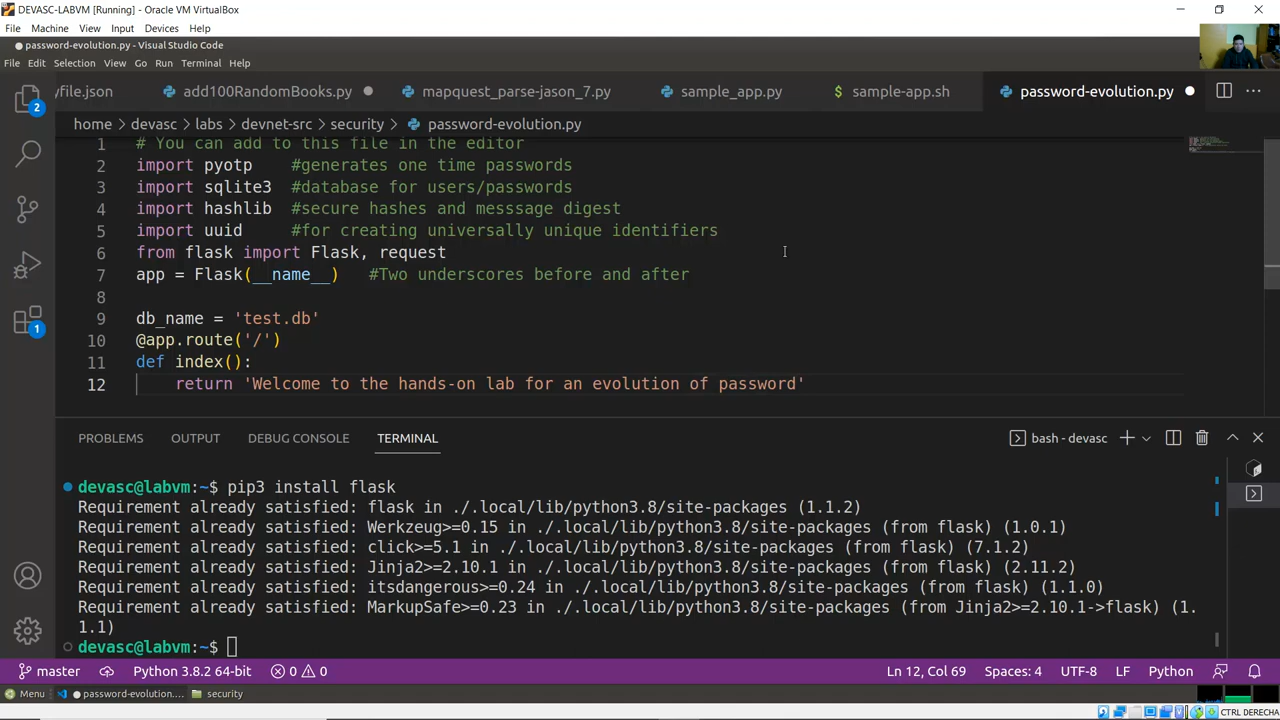 DEVASC-LABVM [Running] - Oracle VM VirtualBox
File Machine View Input Devices Help
● password-evolution.py - Visual Studio Code
File Edit Selection View Go Run Terminal Help
yfile.json add100RandomBooks.py ● mapquest_parse-jason_7.py sample_app.py $ sample-app.sh password-evolution.py ●
home > devasc > labs > devnet-src > security > password-evolution.py
1 # You can add to this file in the editor
2 import pyotp #generates one time passwords
3 import sqlite3 #database for users/passwords
4 import hashlib #secure hashes and messsage digest
5 import uuid #for creating universally unique identifiers
6 from flask import Flask, request
7 app = Flask(__name__) #Two underscores before and after
8
9 db_name = 'test.db'
10 @app.route('/')
11 def index():
12 return 'Welcome to the hands-on lab for an evolution of password'
2
1
PROBLEMS OUTPUT DEBUG CONSOLE TERMINAL bash - devasc
devasc@labvm:~$ pip3 install flask
Requirement already satisfied: flask in ./.local/lib/python3.8/site-packages (1.1.2)
Requirement already satisfied: Werkzeug>=0.15 in ./.local/lib/python3.8/site-packages (from flask) (1.0.1)
Requirement already satisfied: click>=5.1 in ./.local/lib/python3.8/site-packages (from flask) (7.1.2)
Requirement already satisfied: Jinja2>=2.10.1 in ./.local/lib/python3.8/site-packages (from flask) (2.11.2)
Requirement already satisfied: itsdangerous>=0.24 in ./.local/lib/python3.8/site-packages (from flask) (1.1.0)
Requirement already satisfied: MarkupSafe>=0.23 in ./.local/lib/python3.8/site-packages (from Jinja2>=2.10.1->flask) (1.
1.1)
devasc@labvm:~$
master Python 3.8.2 64-bit 0 0 Ln 12, Col 69 Spaces: 4 UTF-8 LF Python
Menu ● password-evolution.... security
CTRL DERECHA